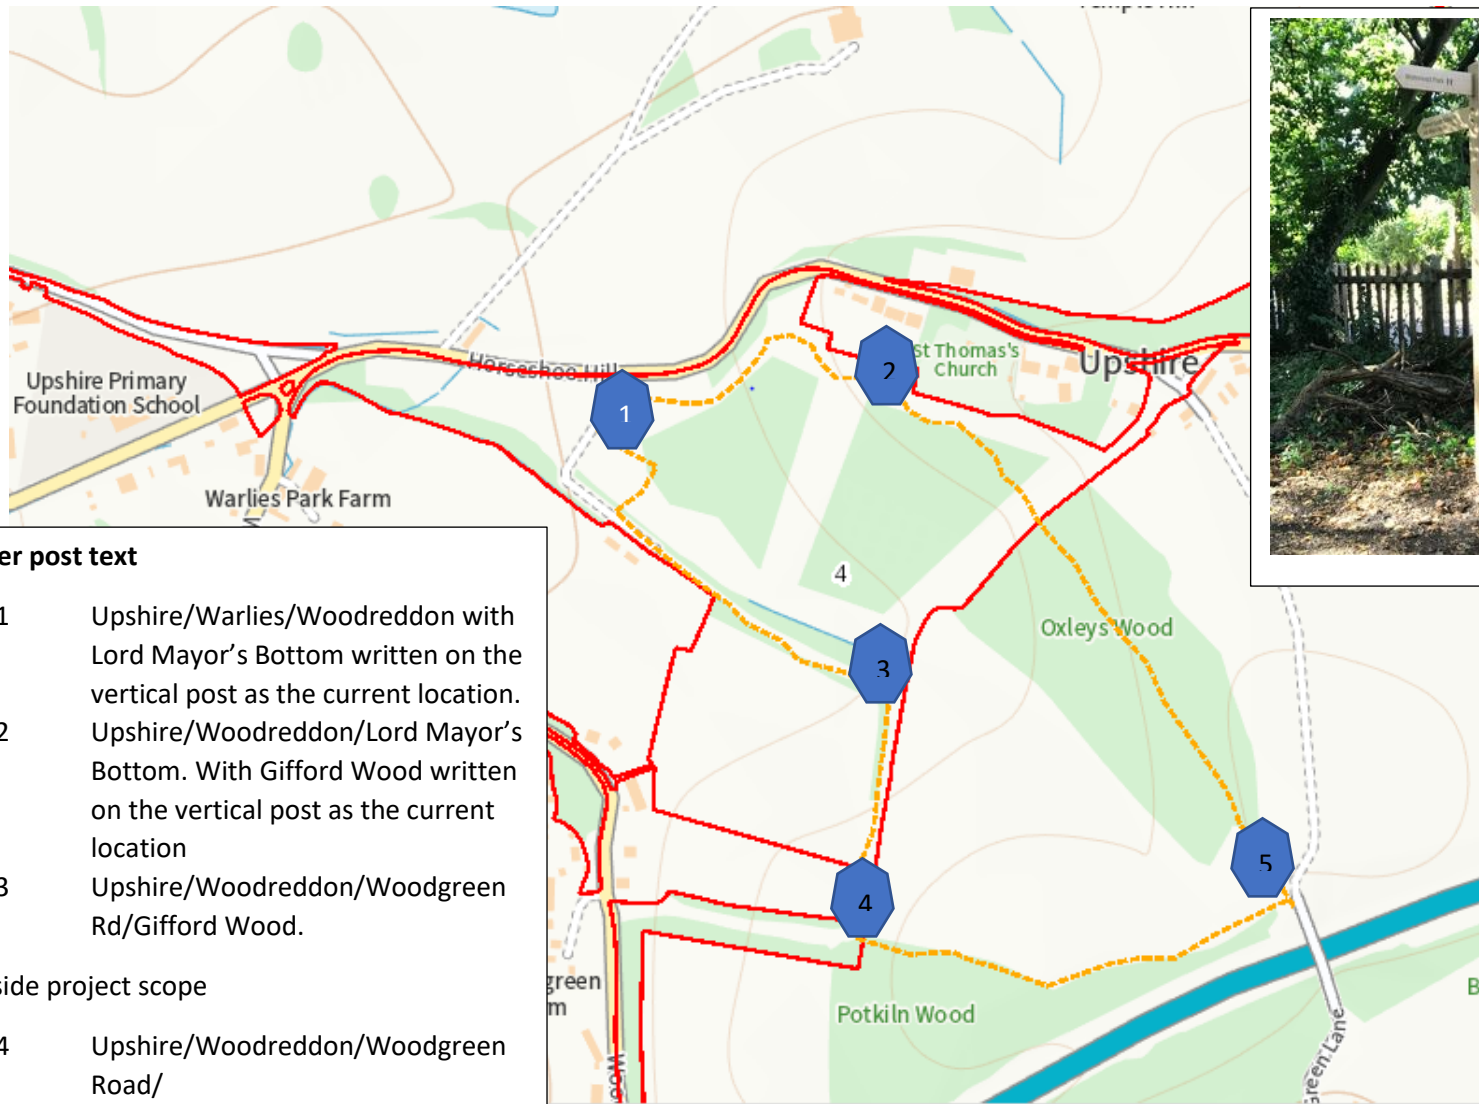 Upshire Primary
Foundation School
Horseshoe Hill
Warlies Park Farm
St Thomas's
Church
Upshire
1
2
4
Oxleys Wood
3
5
4
Potkiln Wood
green
m
Green Lane
B
er post text
1 Upshire/Warlies/Woodreddon with
Lord Mayor’s Bottom written on the
vertical post as the current location.
2 Upshire/Woodreddon/Lord Mayor’s
Bottom. With Gifford Wood written
on the vertical post as the current
location
3 Upshire/Woodreddon/Woodgreen
Rd/Gifford Wood.
side project scope
4 Upshire/Woodreddon/Woodgreen
Road/